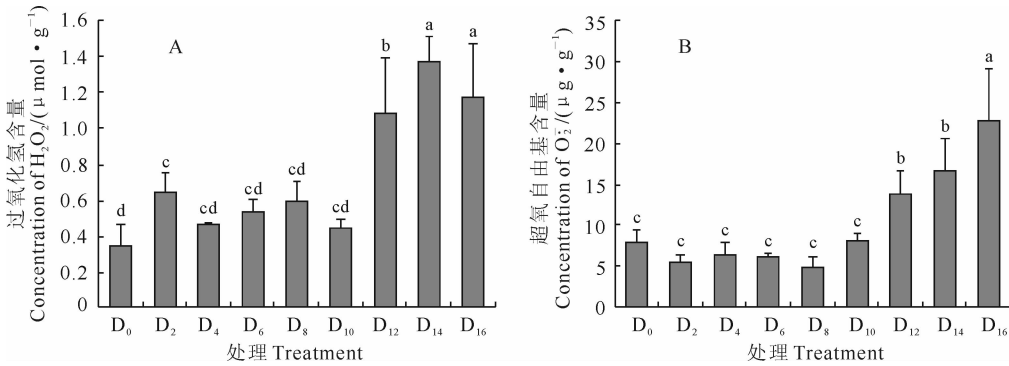 过氧化氢含量
Concentration of H₂O₂/(μmol·g⁻¹)
1.6
1.4
1.2
1.0
0.8
0.6
0.4
0.2
0
A
d
c
cd
cd
cd
cd
b
a
a
D₀ D₂ D₄ D₆ D₈ D₁₀ D₁₂ D₁₄ D₁₆
处理 Treatment
超氧自由基含量
Concentration of O₂⁻̇/(μg·g⁻¹)
35
30
25
20
15
10
5
0
B
c
c
c
c
c
c
b
b
a
D₀ D₂ D₄ D₆ D₈ D₁₀ D₁₂ D₁₄ D₁₆
处理 Treatment